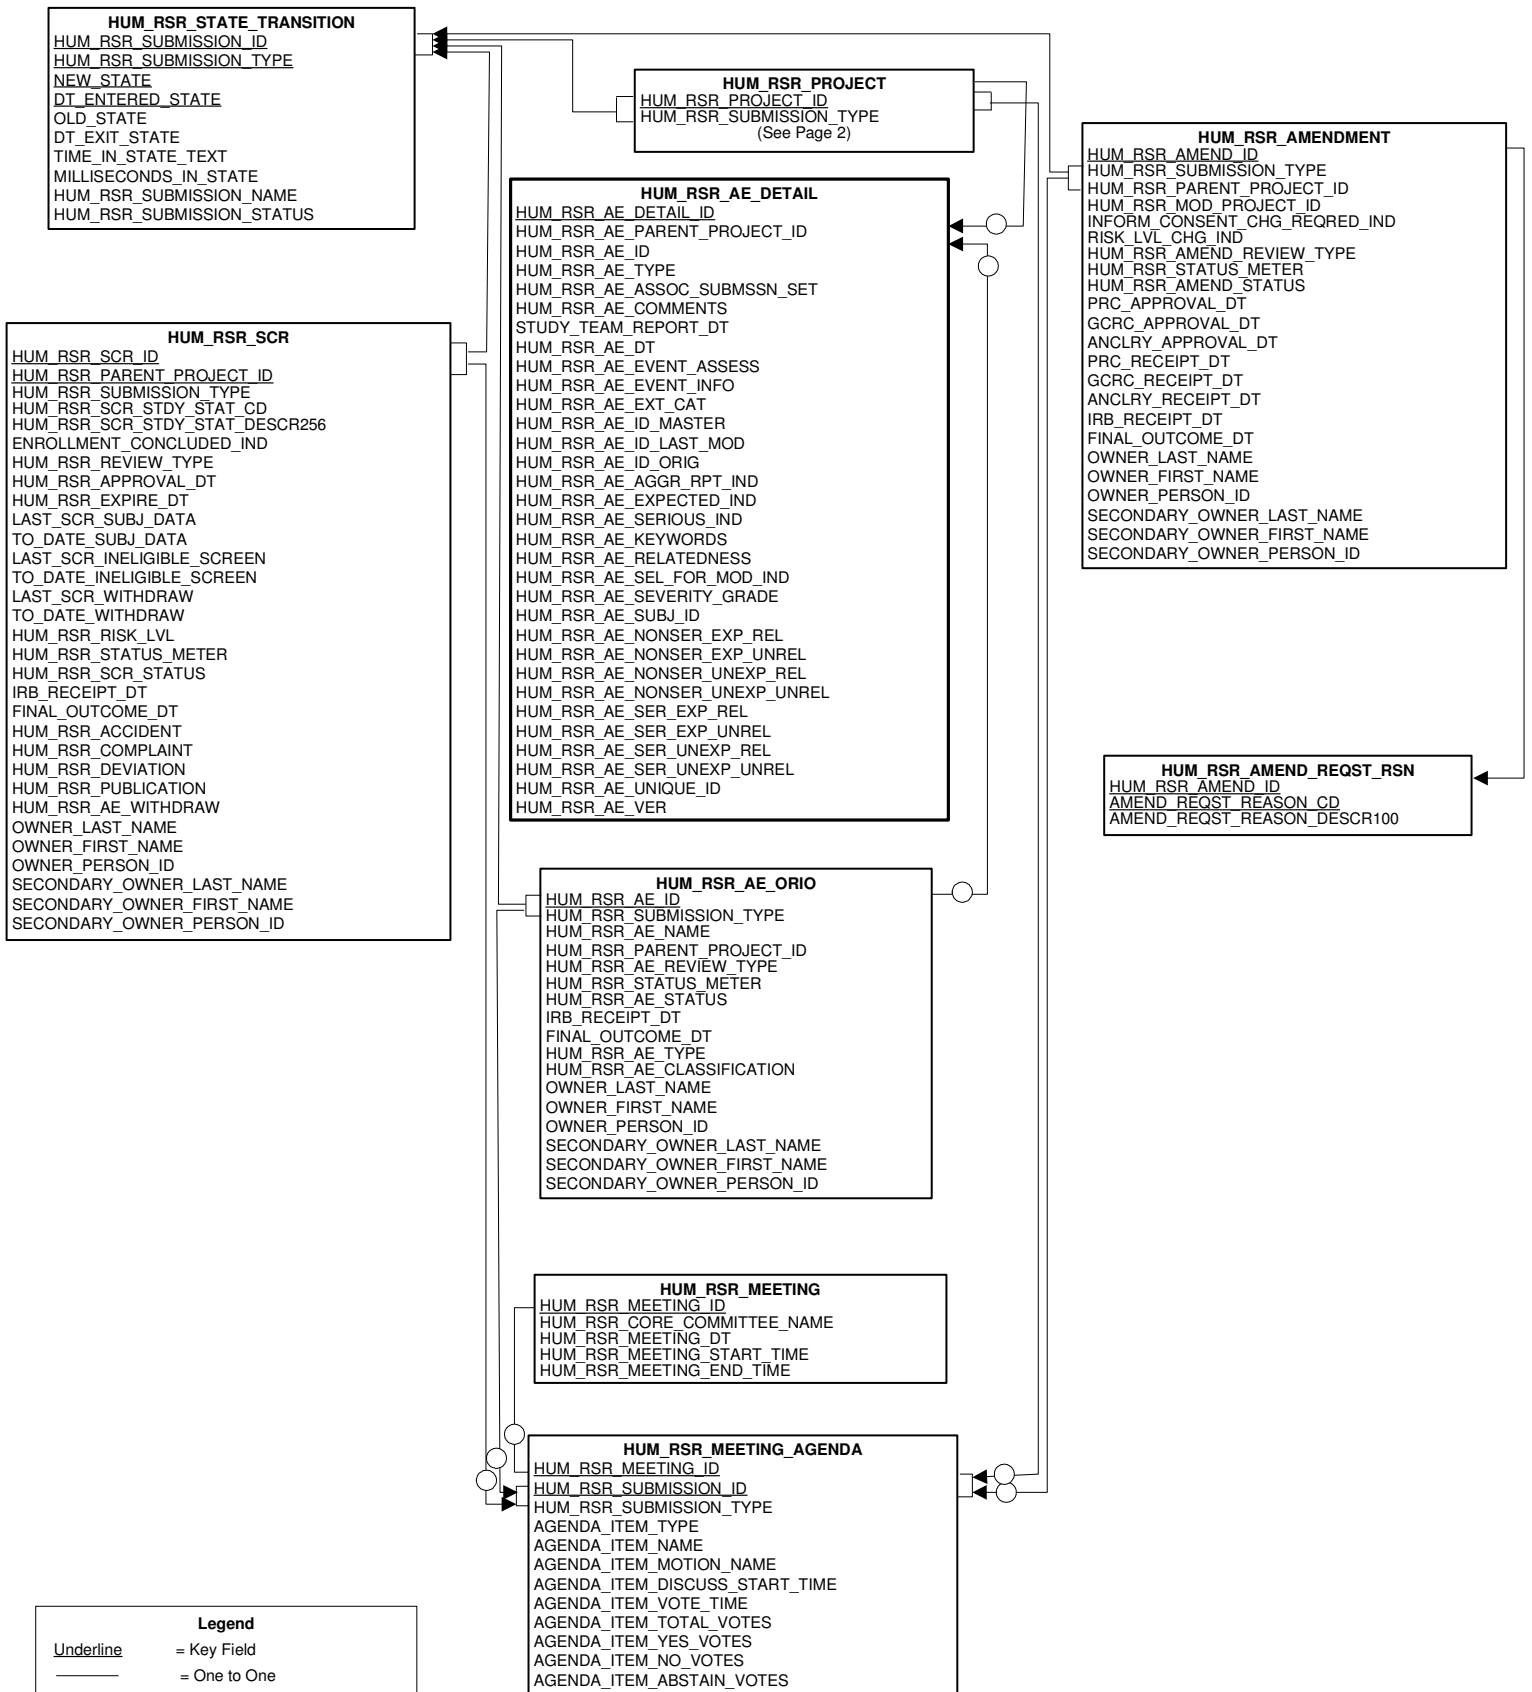 HUM_RSR_STATE_TRANSITION
HUM_RSR_SUBMISSION_ID
HUM_RSR_SUBMISSION_TYPE
NEW_STATE
DT_ENTERED_STATE
OLD_STATE
DT_EXIT_STATE
TIME_IN_STATE_TEXT
MILLISECONDS_IN_STATE
HUM_RSR_SUBMISSION_NAME
HUM_RSR_SUBMISSION_STATUS
HUM_RSR_PROJECT
HUM_RSR_PROJECT_ID
HUM_RSR_SUBMISSION_TYPE
(See Page 2)
HUM_RSR_AMENDMENT
HUM_RSR_AMEND_ID
HUM_RSR_SUBMISSION_TYPE
HUM_RSR_PARENT_PROJECT_ID
HUM_RSR_MOD_PROJECT_ID
INFORM_CONSENT_CHG_REQRED_IND
RISK_LVL_CHG_IND
HUM_RSR_AMEND_REVIEW_TYPE
HUM_RSR_STATUS_METER
HUM_RSR_AMEND_STATUS
PRC_APPROVAL_DT
GCRC_APPROVAL_DT
ANCLRY_APPROVAL_DT
PRC_RECEIPT_DT
GCRC_RECEIPT_DT
ANCLRY_RECEIPT_DT
IRB_RECEIPT_DT
FINAL_OUTCOME_DT
OWNER_LAST_NAME
OWNER_FIRST_NAME
OWNER_PERSON_ID
SECONDARY_OWNER_LAST_NAME
SECONDARY_OWNER_FIRST_NAME
SECONDARY_OWNER_PERSON_ID
HUM_RSR_AE_DETAIL
HUM_RSR_AE_DETAIL_ID
HUM_RSR_AE_PARENT_PROJECT_ID
HUM_RSR_AE_ID
HUM_RSR_AE_TYPE
HUM_RSR_AE_ASSOC_SUBMSSN_SET
HUM_RSR_AE_COMMENTS
STUDY_TEAM_REPORT_DT
HUM_RSR_AE_DT
HUM_RSR_AE_EVENT_ASSESS
HUM_RSR_AE_EVENT_INFO
HUM_RSR_AE_EXT_CAT
HUM_RSR_AE_ID_MASTER
HUM_RSR_AE_ID_LAST_MOD
HUM_RSR_AE_ID_ORIG
HUM_RSR_AE_AGGR_RPT_IND
HUM_RSR_AE_EXPECTED_IND
HUM_RSR_AE_SERIOUS_IND
HUM_RSR_AE_KEYWORDS
HUM_RSR_AE_RELATEDNESS
HUM_RSR_AE_SEL_FOR_MOD_IND
HUM_RSR_AE_SEVERITY_GRADE
HUM_RSR_AE_SUBJ_ID
HUM_RSR_AE_NONSER_EXP_REL
HUM_RSR_AE_NONSER_EXP_UNREL
HUM_RSR_AE_NONSER_UNEXP_REL
HUM_RSR_AE_NONSER_UNEXP_UNREL
HUM_RSR_AE_SER_EXP_REL
HUM_RSR_AE_SER_EXP_UNREL
HUM_RSR_AE_SER_UNEXP_REL
HUM_RSR_AE_SER_UNEXP_UNREL
HUM_RSR_AE_UNIQUE_ID
HUM_RSR_AE_VER
HUM_RSR_SCR
HUM_RSR_SCR_ID
HUM_RSR_PARENT_PROJECT_ID
HUM_RSR_SUBMISSION_TYPE
HUM_RSR_SCR_STDY_STAT_CD
HUM_RSR_SCR_STDY_STAT_DESCR256
ENROLLMENT_CONCLUDED_IND
HUM_RSR_REVIEW_TYPE
HUM_RSR_APPROVAL_DT
HUM_RSR_EXPIRE_DT
LAST_SCR_SUBJ_DATA
TO_DATE_SUBJ_DATA
LAST_SCR_INELIGIBLE_SCREEN
TO_DATE_INELIGIBLE_SCREEN
LAST_SCR_WITHDRAW
TO_DATE_WITHDRAW
HUM_RSR_RISK_LVL
HUM_RSR_STATUS_METER
HUM_RSR_SCR_STATUS
IRB_RECEIPT_DT
FINAL_OUTCOME_DT
HUM_RSR_ACCIDENT
HUM_RSR_COMPLAINT
HUM_RSR_DEVIATION
HUM_RSR_PUBLICATION
HUM_RSR_AE_WITHDRAW
OWNER_LAST_NAME
OWNER_FIRST_NAME
OWNER_PERSON_ID
SECONDARY_OWNER_LAST_NAME
SECONDARY_OWNER_FIRST_NAME
SECONDARY_OWNER_PERSON_ID
HUM_RSR_AMEND_REQST_RSN
HUM_RSR_AMEND_ID
AMEND_REQST_REASON_CD
AMEND_REQST_REASON_DESCR100
HUM_RSR_AE_ORIO
HUM_RSR_AE_ID
HUM_RSR_SUBMISSION_TYPE
HUM_RSR_AE_NAME
HUM_RSR_PARENT_PROJECT_ID
HUM_RSR_AE_REVIEW_TYPE
HUM_RSR_STATUS_METER
HUM_RSR_AE_STATUS
IRB_RECEIPT_DT
FINAL_OUTCOME_DT
HUM_RSR_AE_TYPE
HUM_RSR_AE_CLASSIFICATION
OWNER_LAST_NAME
OWNER_FIRST_NAME
OWNER_PERSON_ID
SECONDARY_OWNER_LAST_NAME
SECONDARY_OWNER_FIRST_NAME
SECONDARY_OWNER_PERSON_ID
HUM_RSR_MEETING
HUM_RSR_MEETING_ID
HUM_RSR_CORE_COMMITTEE_NAME
HUM_RSR_MEETING_DT
HUM_RSR_MEETING_START_TIME
HUM_RSR_MEETING_END_TIME
HUM_RSR_MEETING_AGENDA
HUM_RSR_MEETING_ID
HUM_RSR_SUBMISSION_ID
HUM_RSR_SUBMISSION_TYPE
AGENDA_ITEM_TYPE
AGENDA_ITEM_NAME
AGENDA_ITEM_MOTION_NAME
AGENDA_ITEM_DISCUSS_START_TIME
AGENDA_ITEM_VOTE_TIME
AGENDA_ITEM_TOTAL_VOTES
AGENDA_ITEM_YES_VOTES
AGENDA_ITEM_NO_VOTES
AGENDA_ITEM_ABSTAIN_VOTES
Legend
Underline = Key Field
= One to One